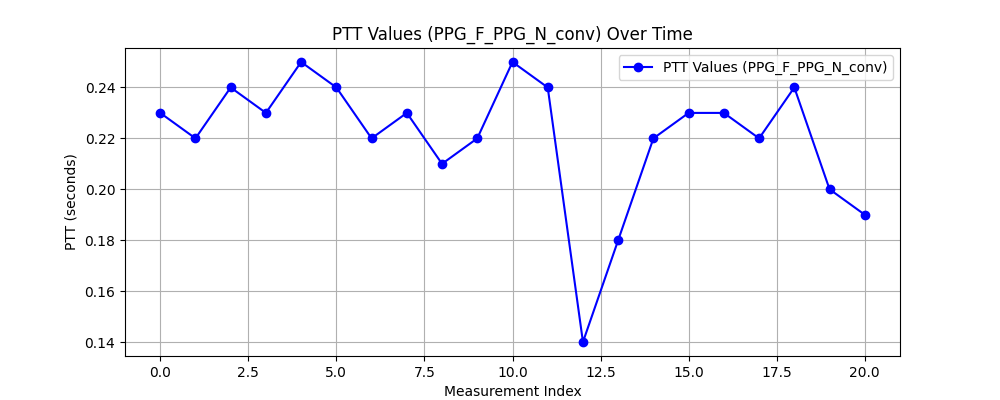 PTT Values (PPG_F_PPG_N_conv) Over Time
PTT Values (PPG_F_PPG_N_conv)
PTT (seconds)
0.24
0.22
0.20
0.18
0.16
0.14
0.0 2.5 5.0 7.5 10.0 12.5 15.0 17.5 20.0
Measurement Index